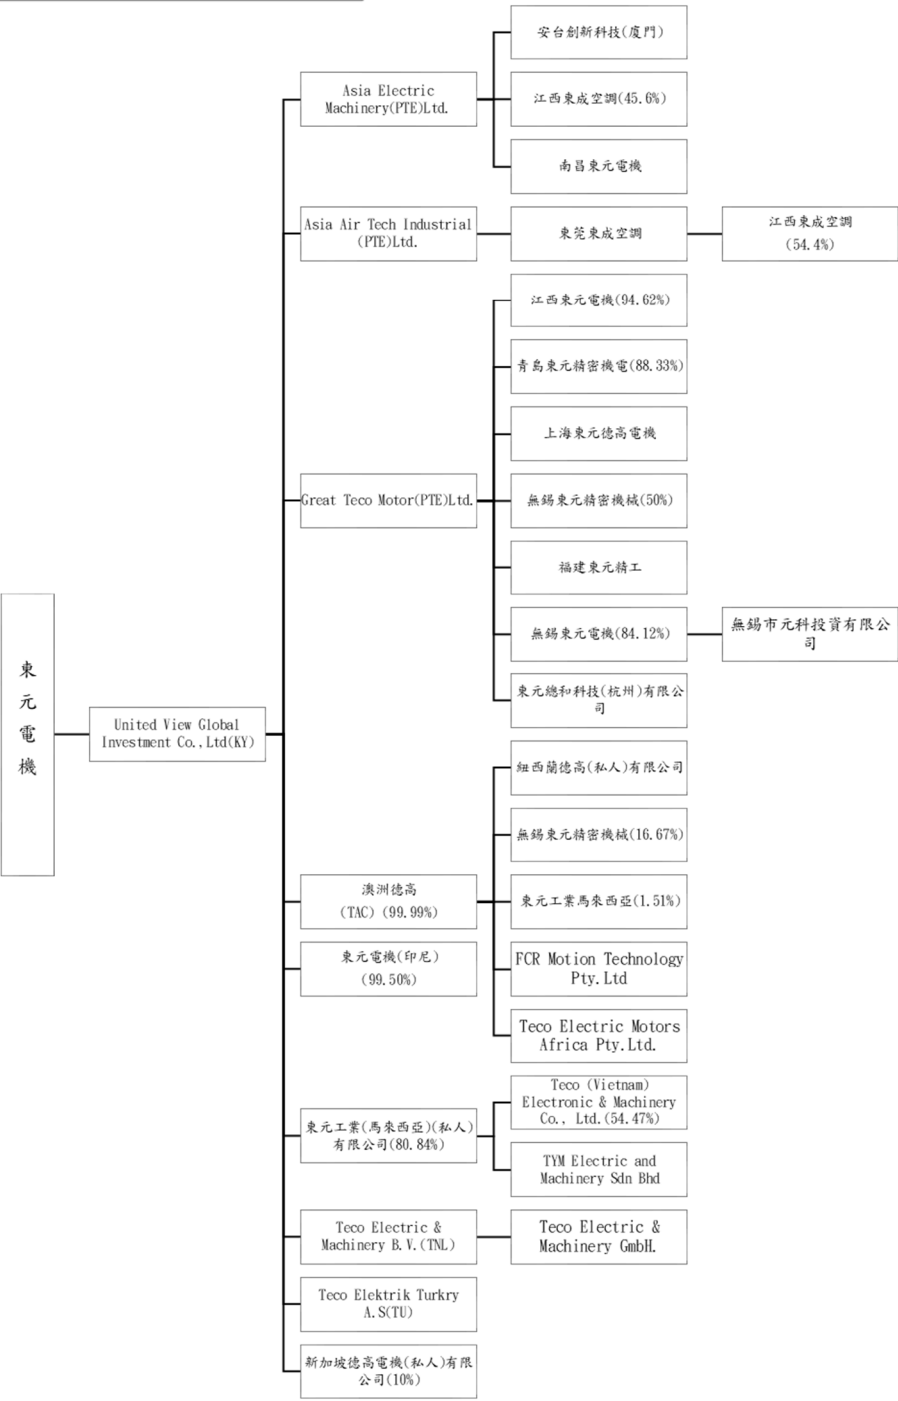 東
元
電
機
United View Global
Investment Co.,Ltd(KY)
Asia Electric
Machinery(PTE)Ltd.
安台創新科技(廈門)
江西東成空調(45.6%)
南昌東元電機
Asia Air Tech Industrial
(PTE)Ltd.
東莞東成空調
江西東成空調
(54.4%)
Great Teco Motor(PTE)Ltd.
江西東元電機(94.62%)
青島東元精密機電(88.33%)
上海東元德高電機
無錫東元精密機械(50%)
福建東元精工
無錫東元電機(84.12%)
無錫市元科投資有限公
司
東元總和科技(杭州)有限公
司
澳洲德高
(TAC) (99.99%)
紐西蘭德高(私人)有限公司
無錫東元精密機械(16.67%)
東元工業馬來西亞(1.51%)
FCR Motion Technology
Pty.Ltd
Teco Electric Motors
Africa Pty.Ltd.
東元電機(印尼)
(99.50%)
東元工業(馬來西亞)(私人)
有限公司(80.84%)
Teco (Vietnam)
Electronic & Machinery
Co., Ltd.(54.47%)
TYM Electric and
Machinery Sdn Bhd
Teco Electric &
Machinery B.V.(TNL)
Teco Electric &
Machinery GmbH.
Teco Elektrik Turkry
A.S(TU)
新加坡德高電機(私人)有限
公司(10%)